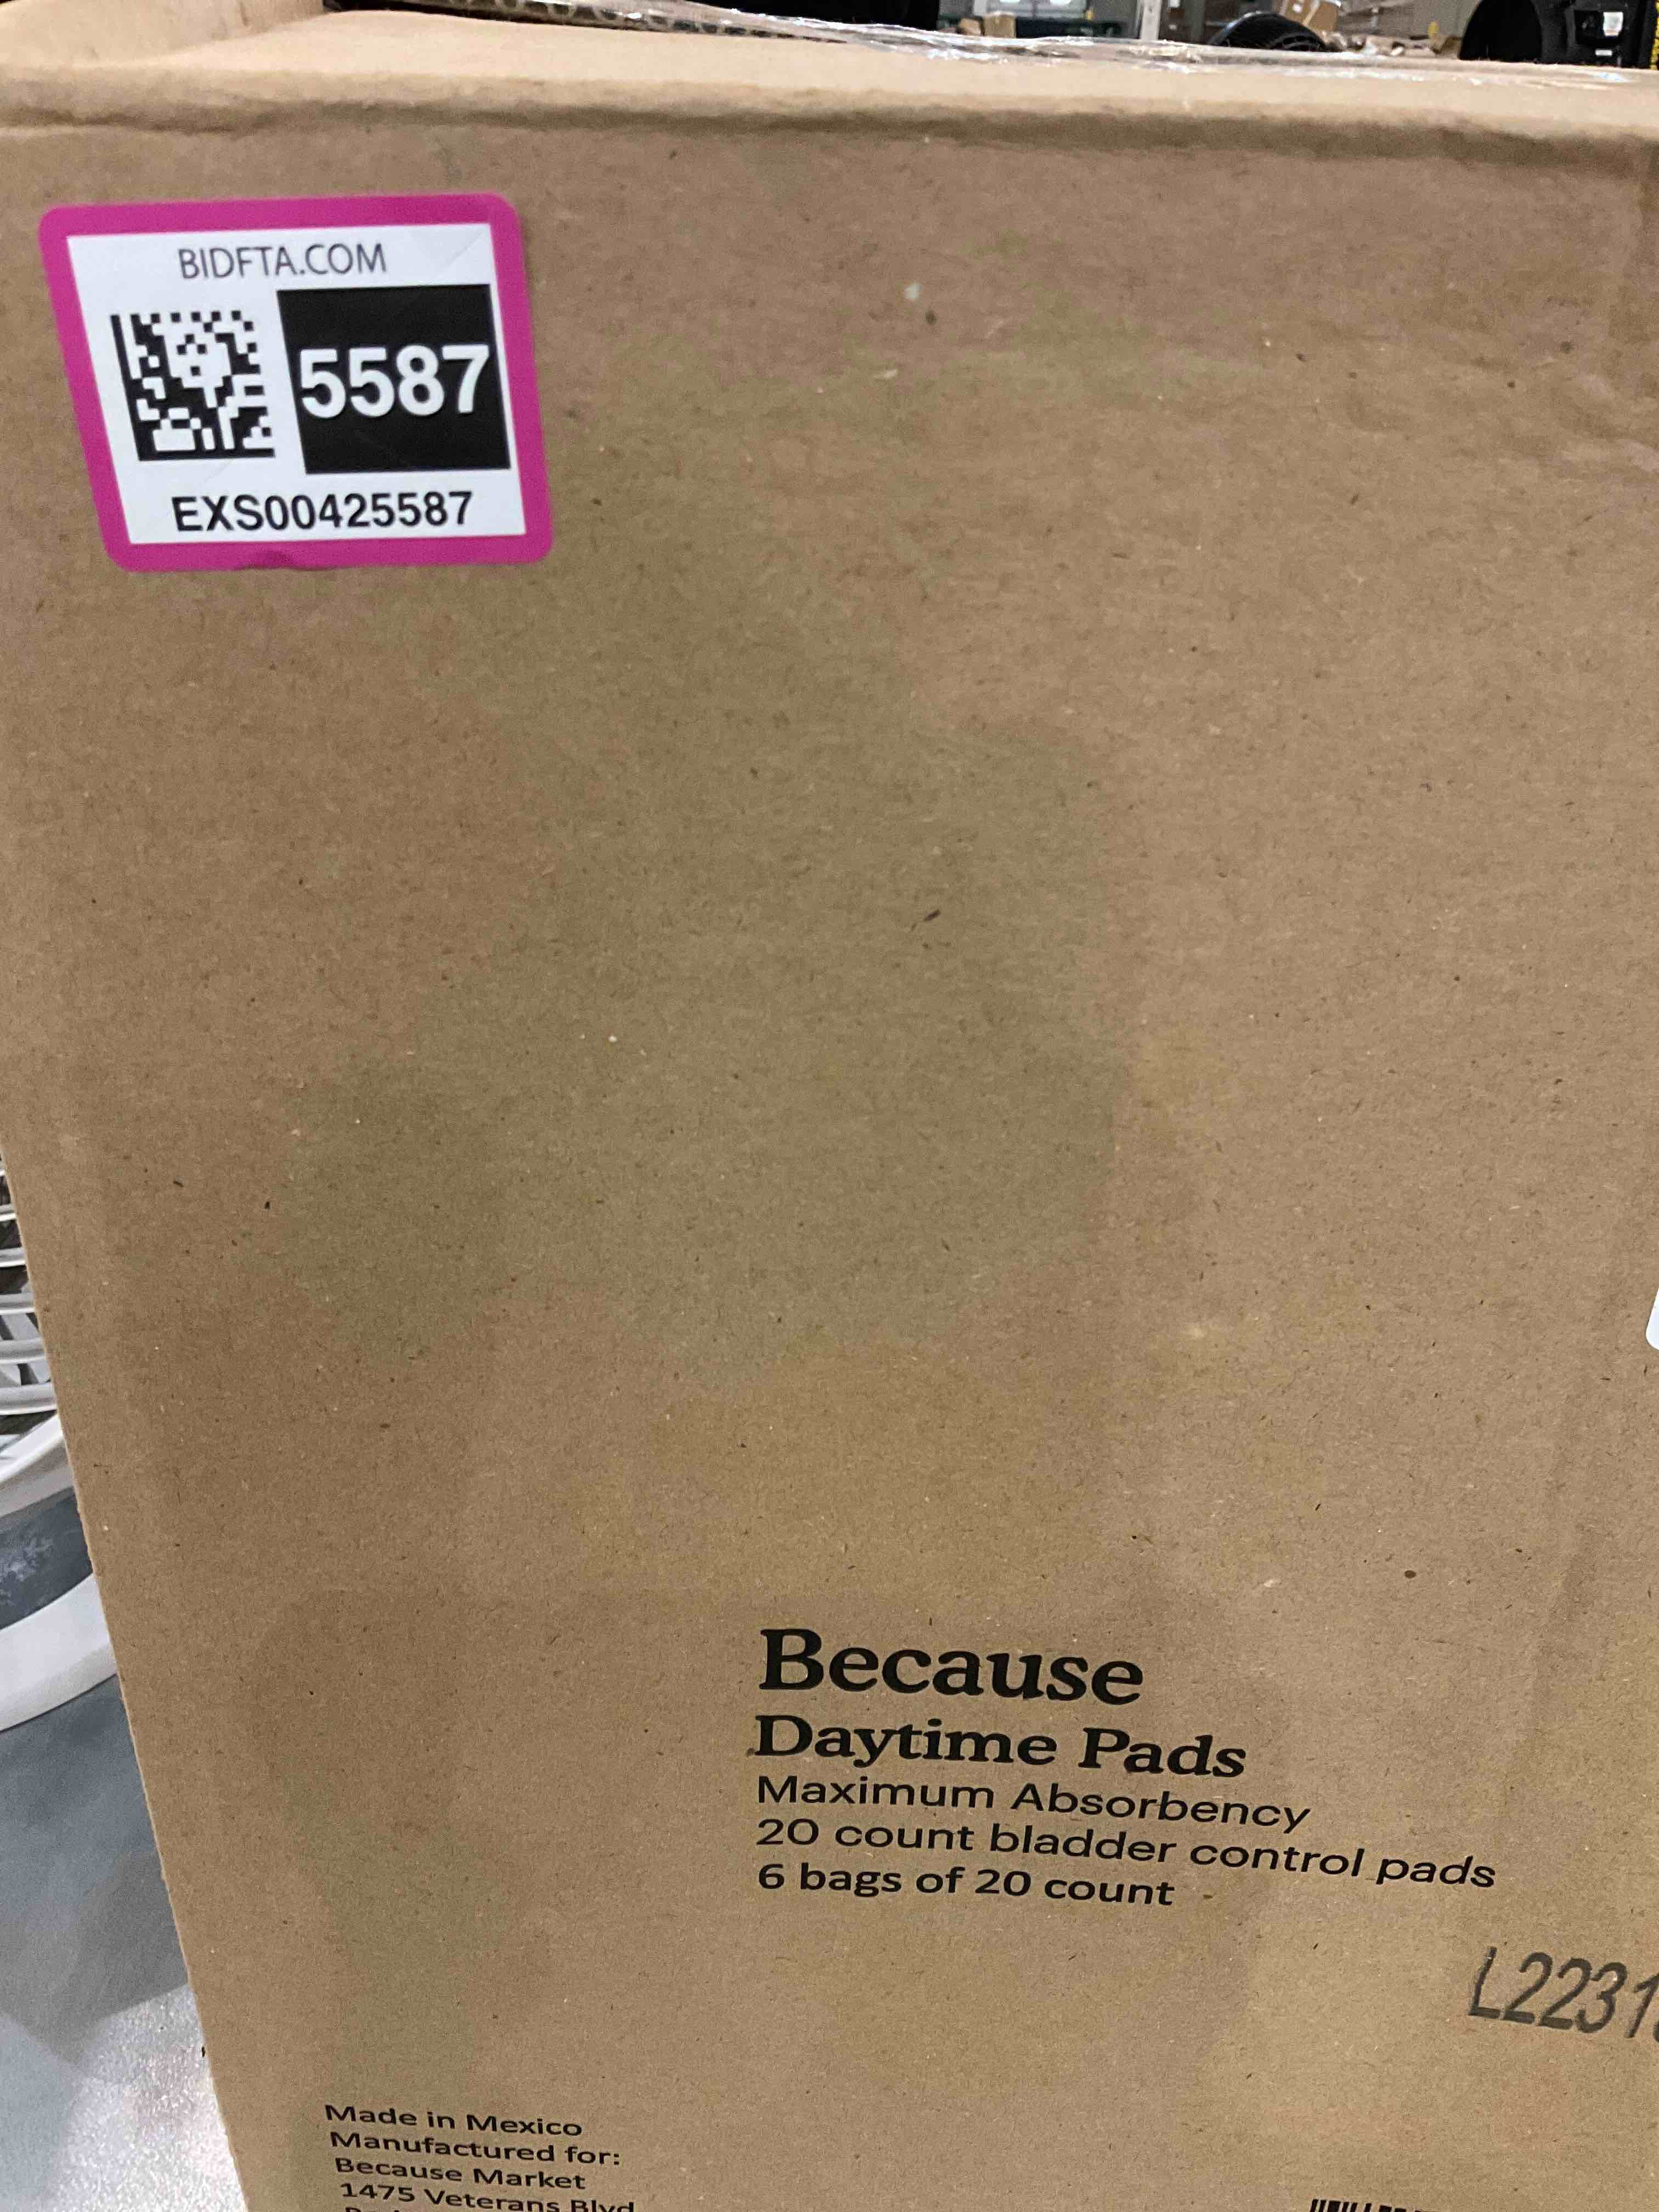 BIDFTA.COM
5587
EXS00425587
Because
Daytime Pads
Maximum Absorbency
20 count bladder control pads
6 bags of 20 count
L2231
Made in Mexico
Manufactured for:
Because Market
1475 Veterans Blvd